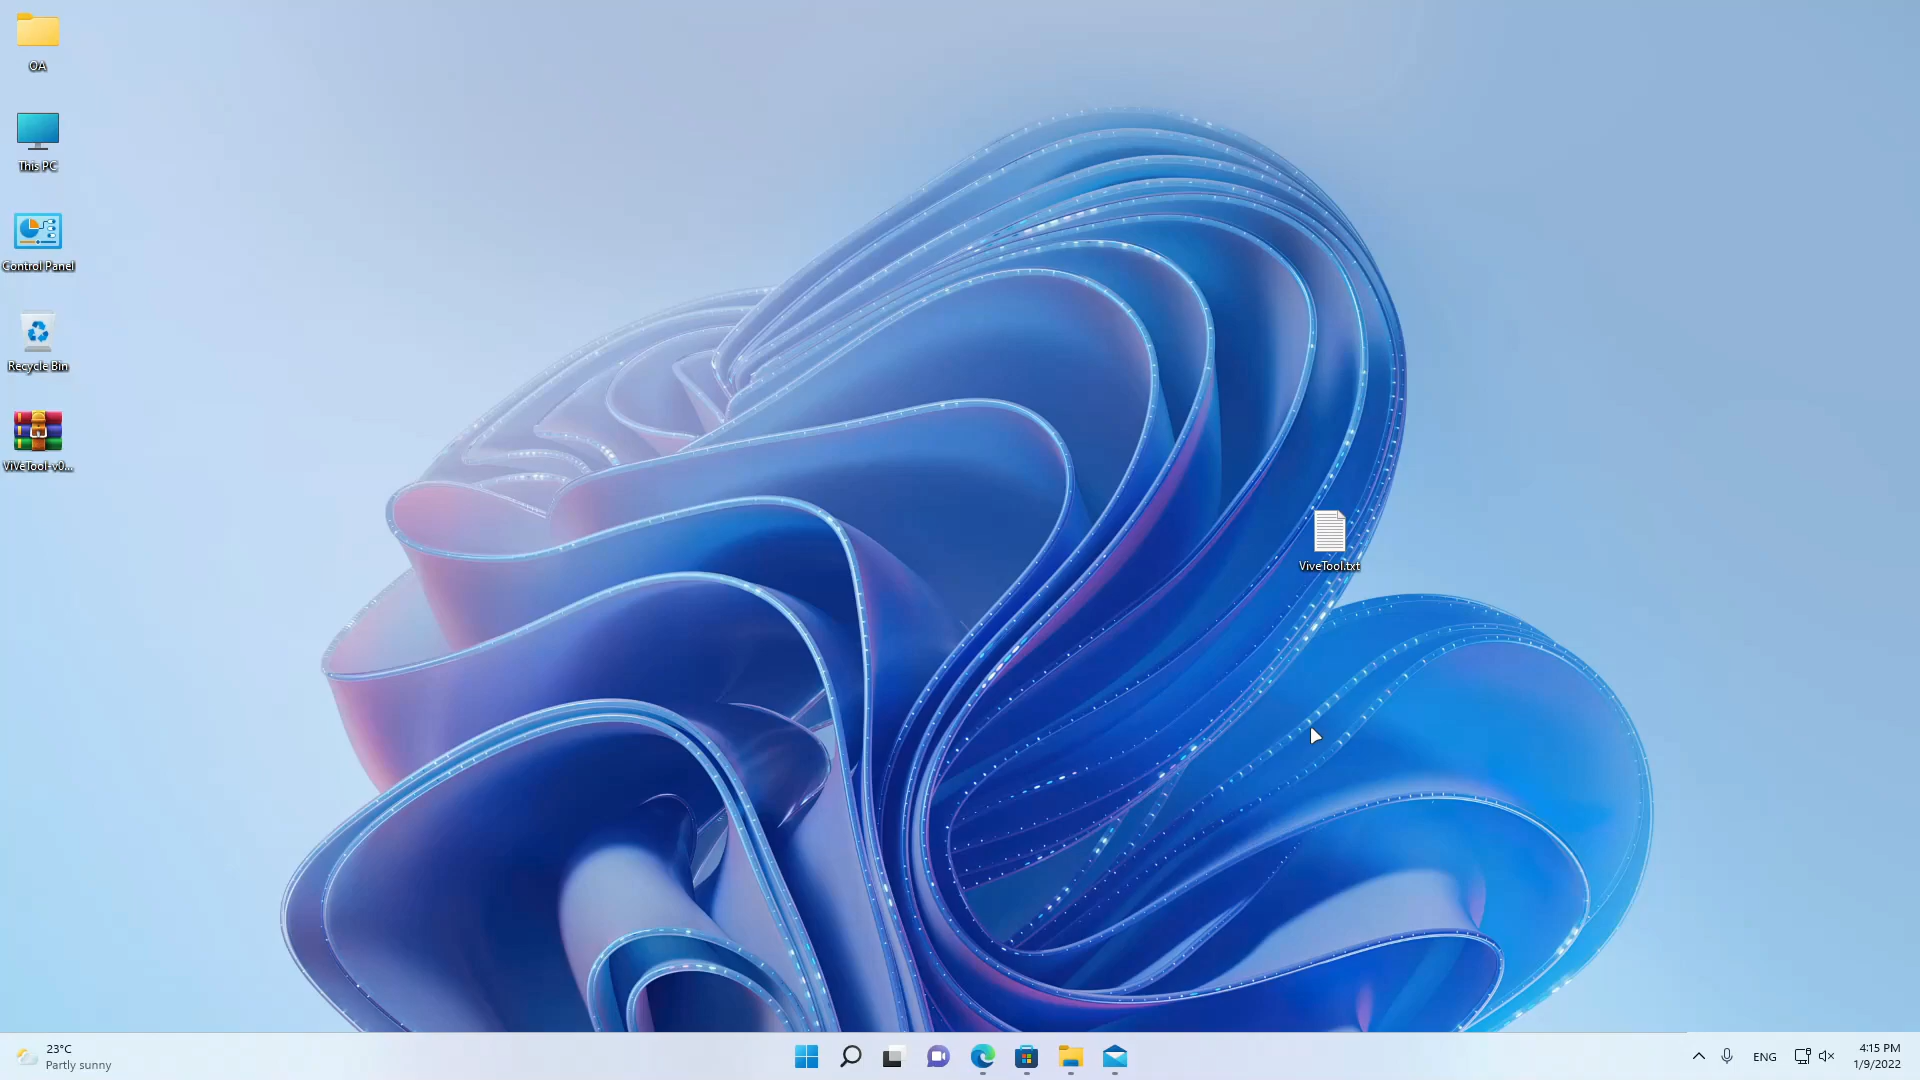 OA
This PC
Control Panel
Recycle Bin
ViVeTool-v0...
ViveTool.txt
23°C
Partly sunny
ENG
4:15 PM
1/9/2022